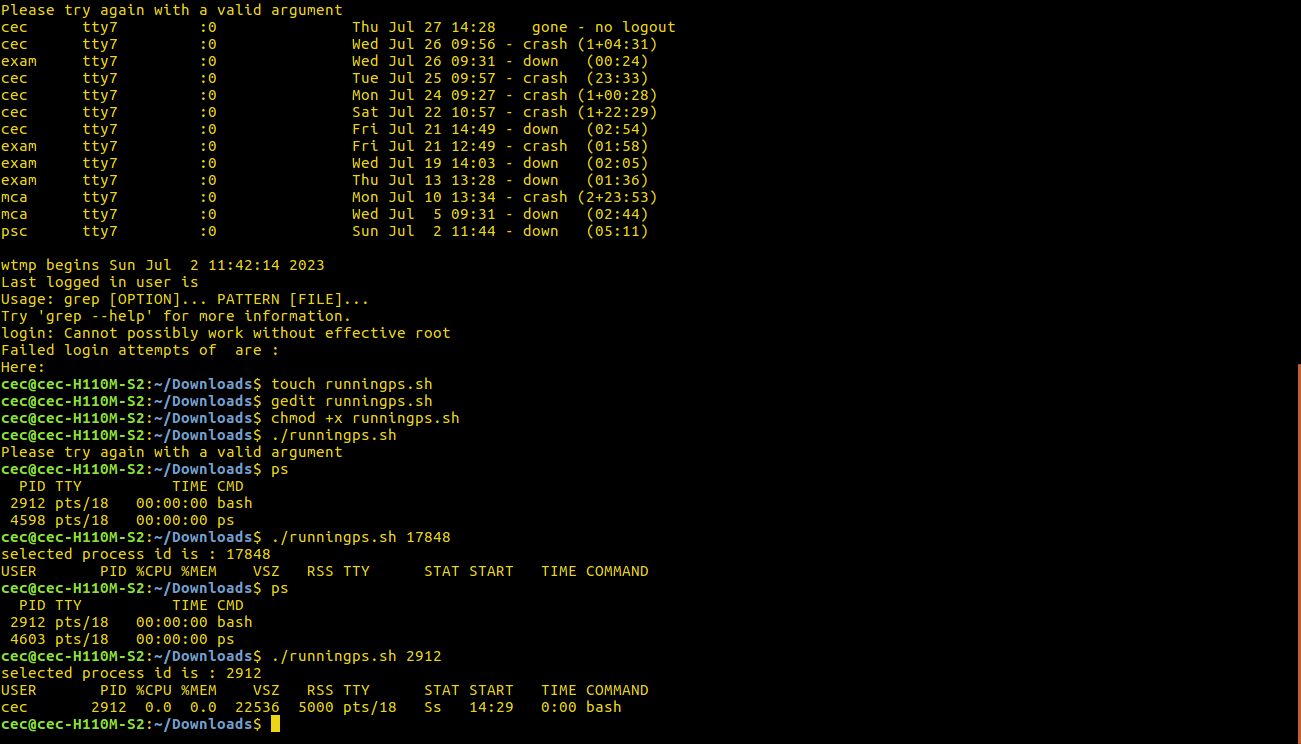 Please try again with a valid argument
cec      tty7         :0               Thu Jul 27 14:28    gone - no logout
cec      tty7         :0               Wed Jul 26 09:56 - crash (1+04:31)
exam     tty7         :0               Wed Jul 26 09:31 - down   (00:24)
cec      tty7         :0               Tue Jul 25 09:57 - crash  (23:33)
cec      tty7         :0               Mon Jul 24 09:27 - crash (1+00:28)
cec      tty7         :0               Sat Jul 22 10:57 - crash (1+22:29)
cec      tty7         :0               Fri Jul 21 14:49 - down   (02:54)
exam     tty7         :0               Fri Jul 21 12:49 - crash  (01:58)
exam     tty7         :0               Wed Jul 19 14:03 - down   (02:05)
exam     tty7         :0               Thu Jul 13 13:28 - down   (01:36)
mca      tty7         :0               Mon Jul 10 13:34 - crash (2+23:53)
mca      tty7         :0               Wed Jul  5 09:31 - down   (02:44)
psc      tty7         :0               Sun Jul  2 11:44 - down   (05:11)
wtmp begins Sun Jul  2 11:42:14 2023
Last logged in user is
Usage: grep [OPTION]... PATTERN [FILE]...
Try 'grep --help' for more information.
login: Cannot possibly work without effective root
Failed login attempts of  are :
Here:
cec@cec-H110M-S2:~/Downloads$ touch runningps.sh
cec@cec-H110M-S2:~/Downloads$ gedit runningps.sh
cec@cec-H110M-S2:~/Downloads$ chmod +x runningps.sh
cec@cec-H110M-S2:~/Downloads$ ./runningps.sh
Please try again with a valid argument
cec@cec-H110M-S2:~/Downloads$ ps
  PID TTY          TIME CMD
 2912 pts/18   00:00:00 bash
 4598 pts/18   00:00:00 ps
cec@cec-H110M-S2:~/Downloads$ ./runningps.sh 17848
selected process id is : 17848
USER       PID %CPU %MEM    VSZ   RSS TTY      STAT START   TIME COMMAND
cec@cec-H110M-S2:~/Downloads$ ps
  PID TTY          TIME CMD
 2912 pts/18   00:00:00 bash
 4603 pts/18   00:00:00 ps
cec@cec-H110M-S2:~/Downloads$ ./runningps.sh 2912
selected process id is : 2912
USER       PID %CPU %MEM    VSZ   RSS TTY      STAT START   TIME COMMAND
cec       2912  0.0  0.0  22536  5000 pts/18   Ss   14:29   0:00 bash
cec@cec-H110M-S2:~/Downloads$